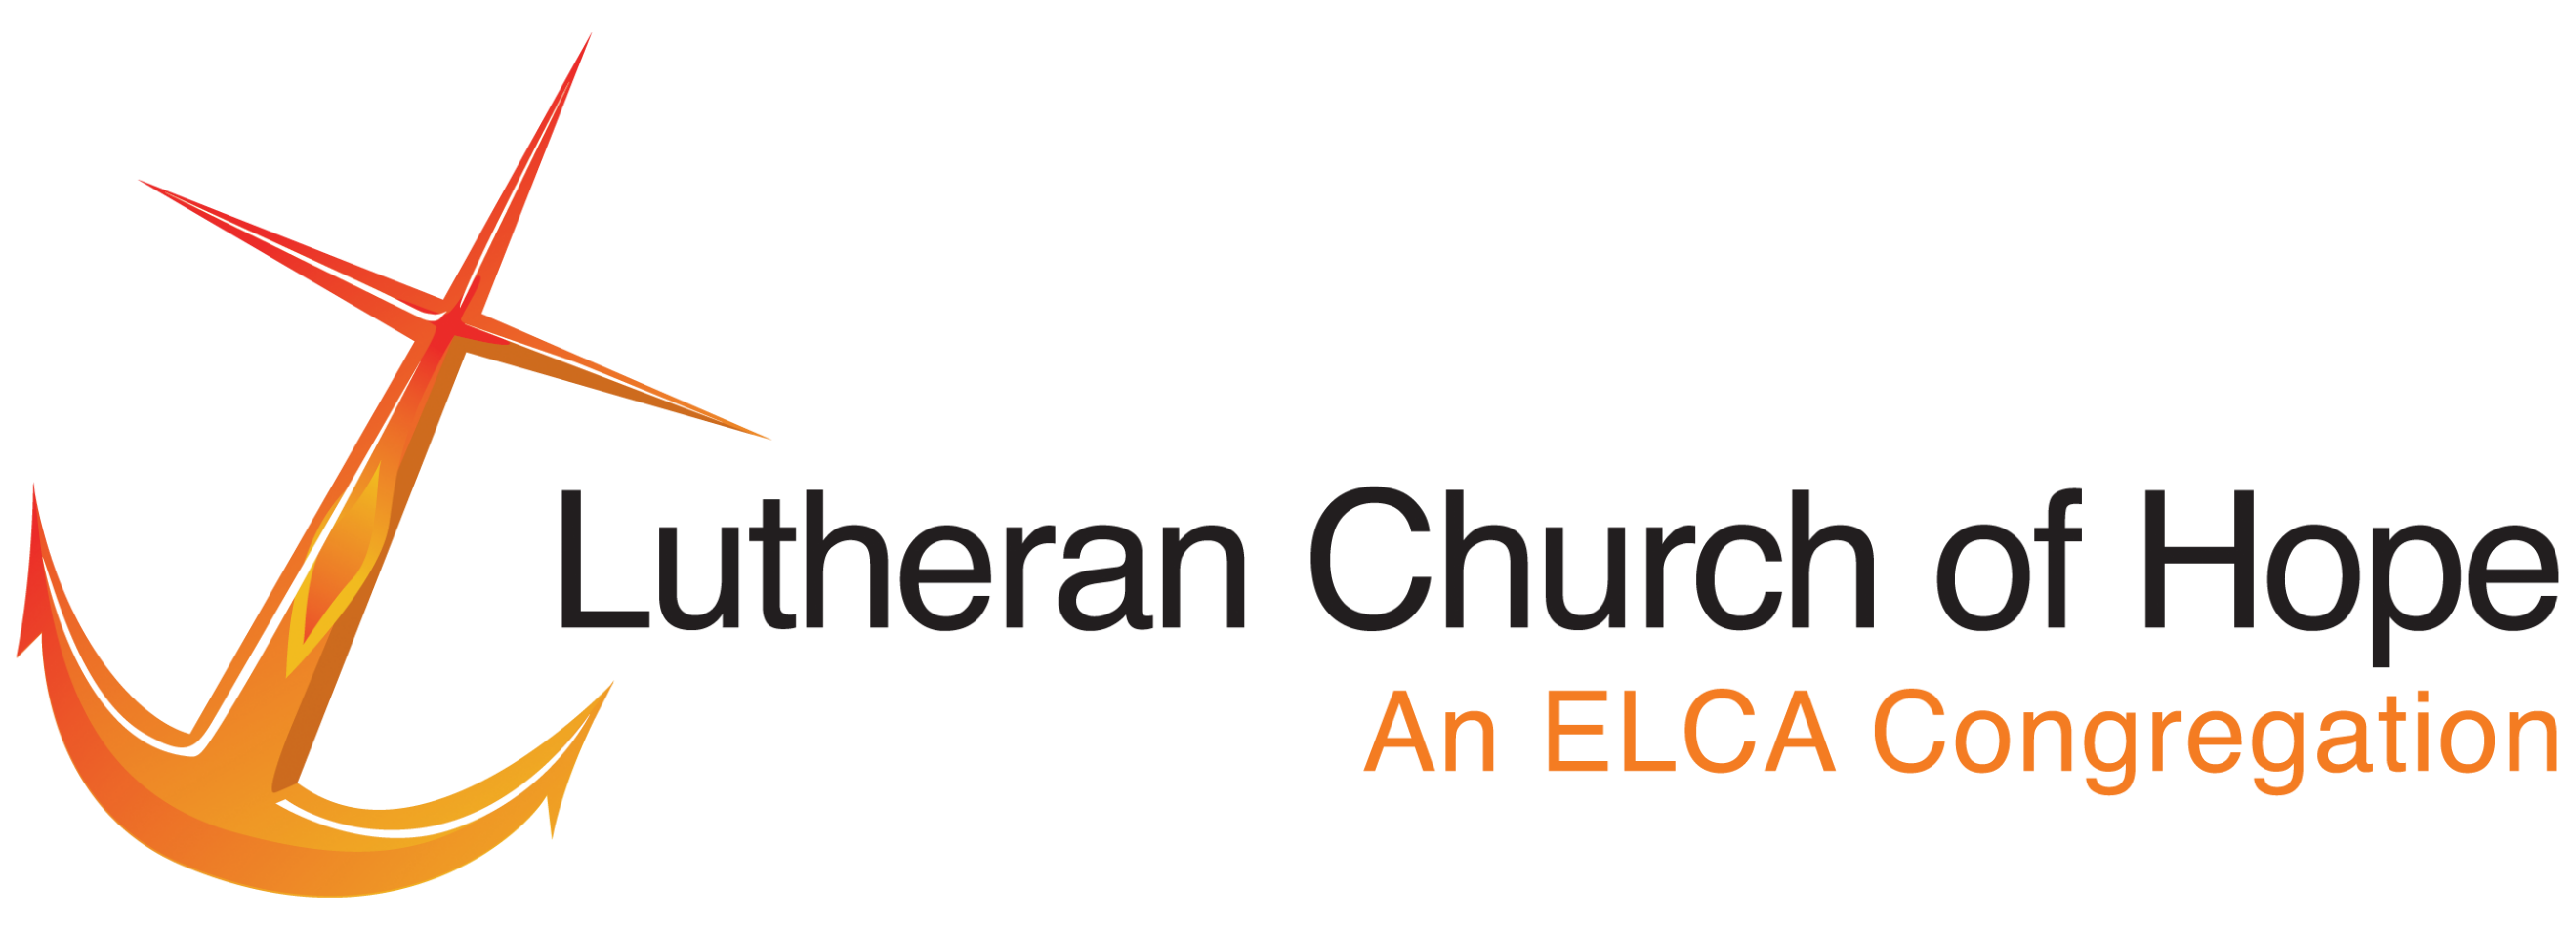 Lutheran Church of Hope
An ELCA Congregation